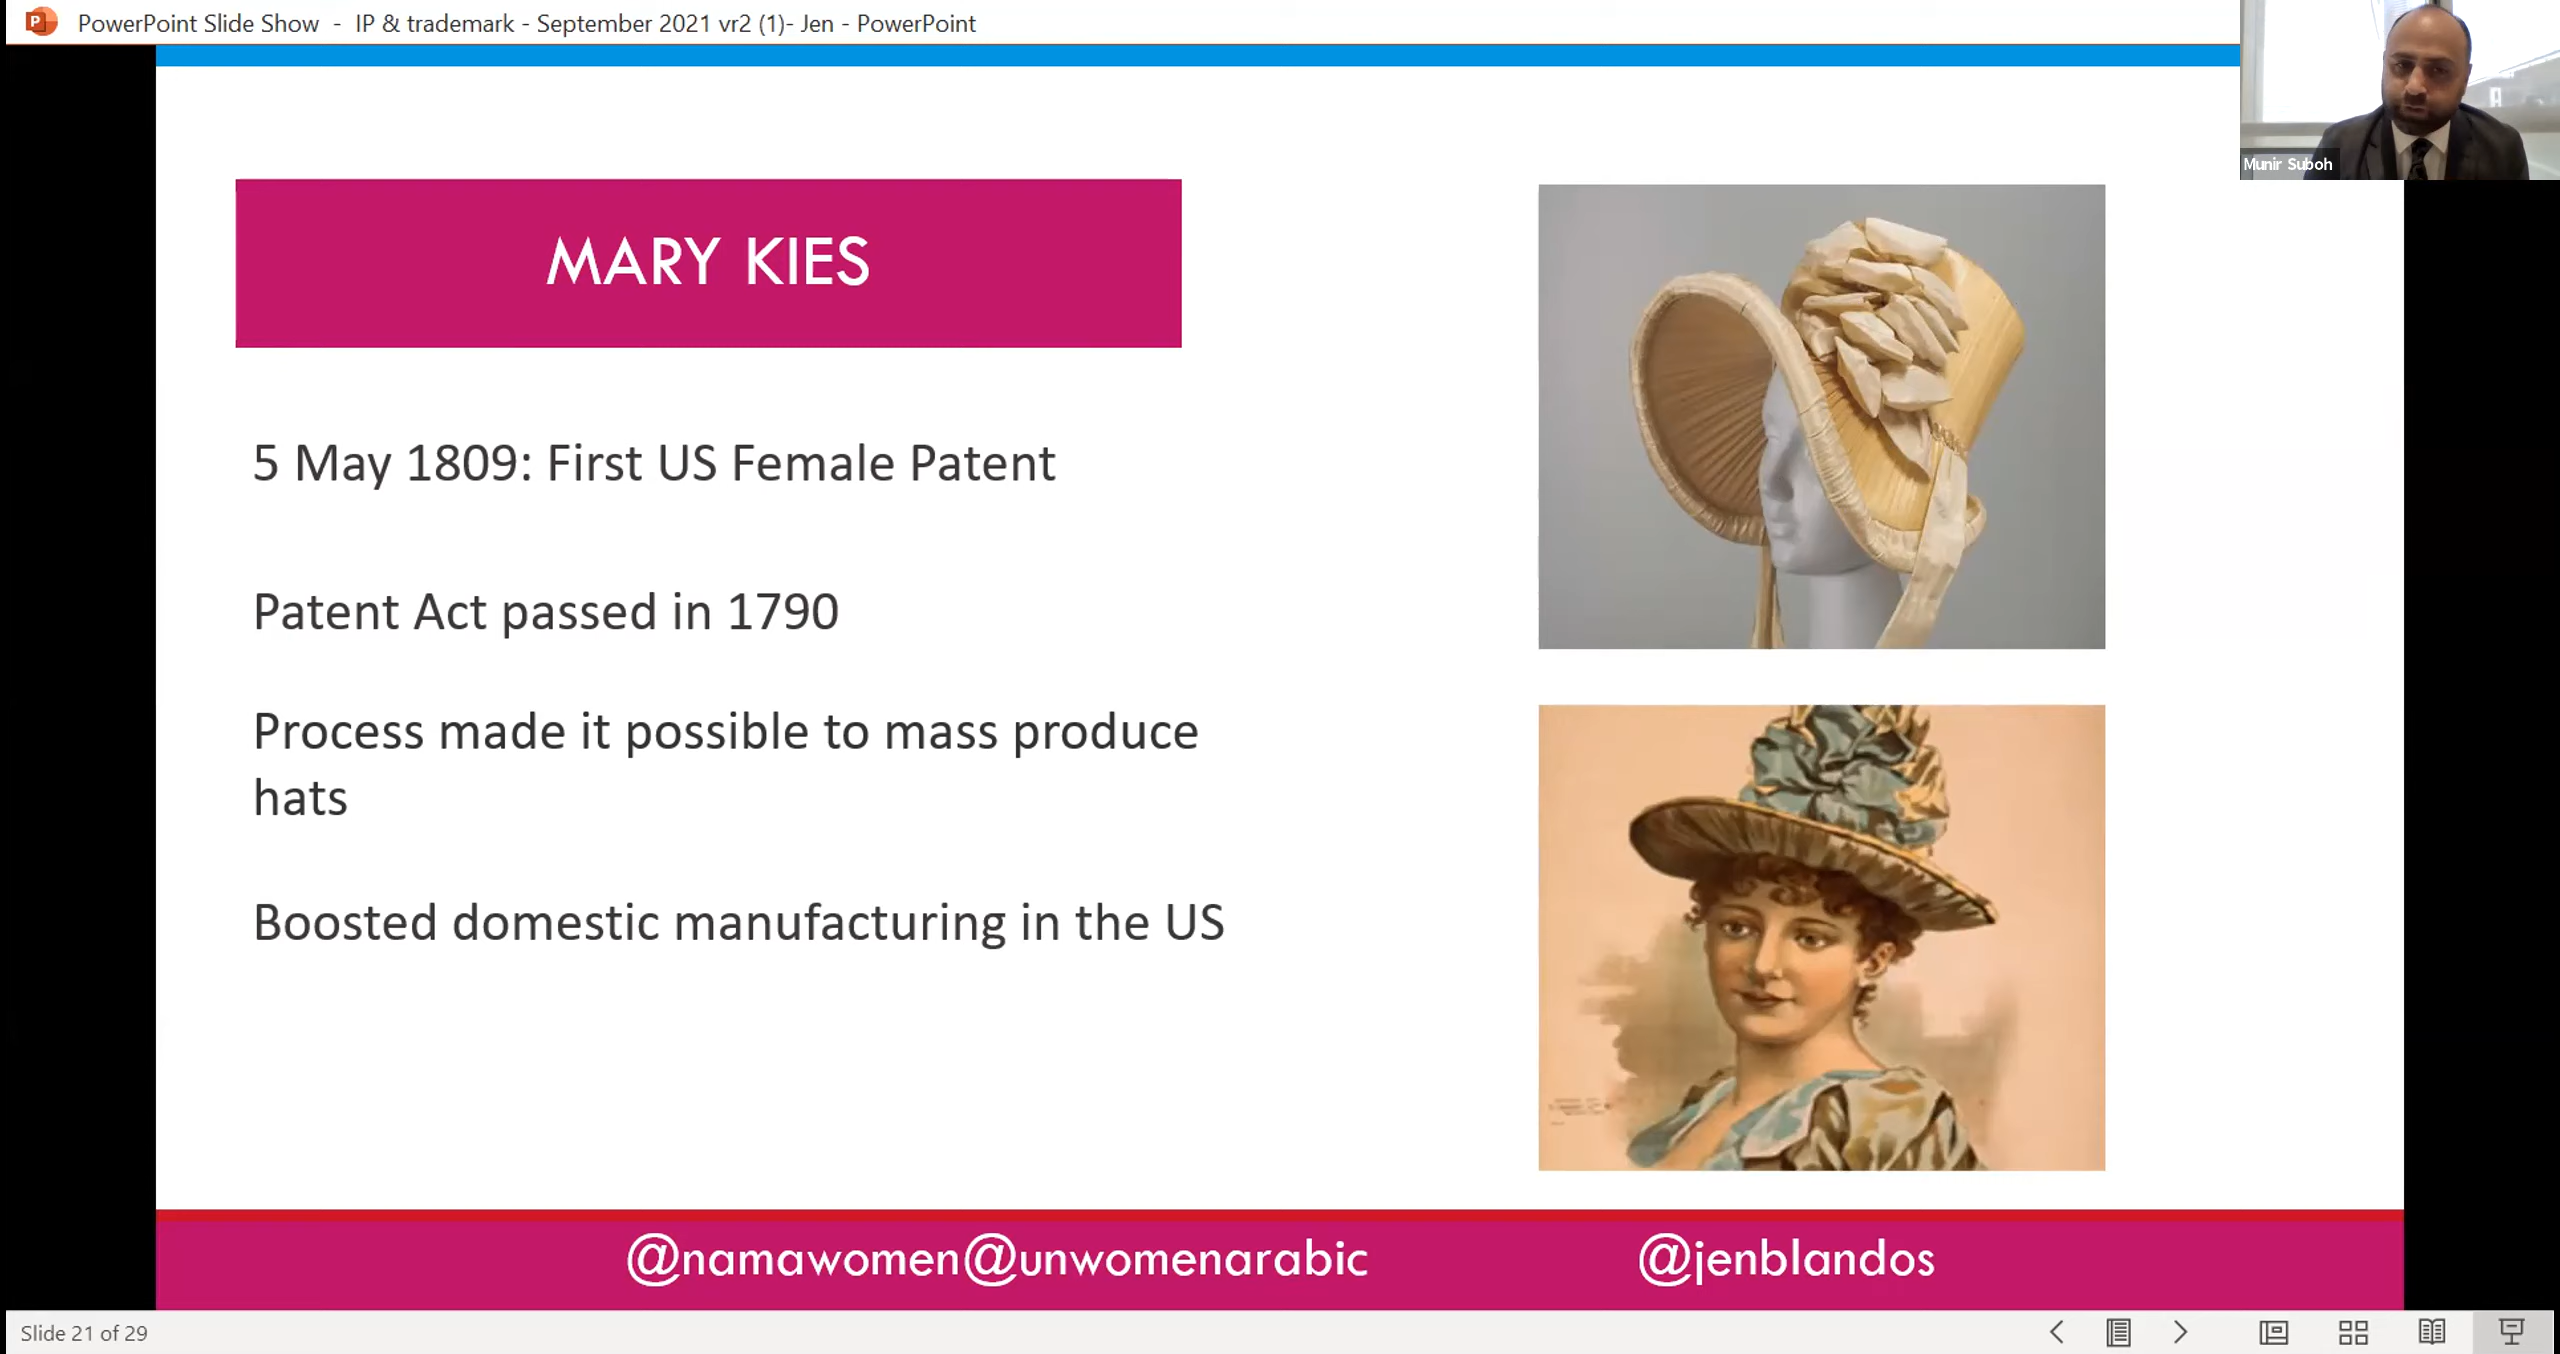 PowerPoint Slide Show - IP & trademark - September 2021 vr2 (1)- Jen - PowerPoint
Munir Suboh
MARY KIES
5 May 1809: First US Female Patent
Patent Act passed in 1790
Process made it possible to mass produce
hats
Boosted domestic manufacturing in the US
@namawomen@unwomenarabic @jenblandos
Slide 21 of 29